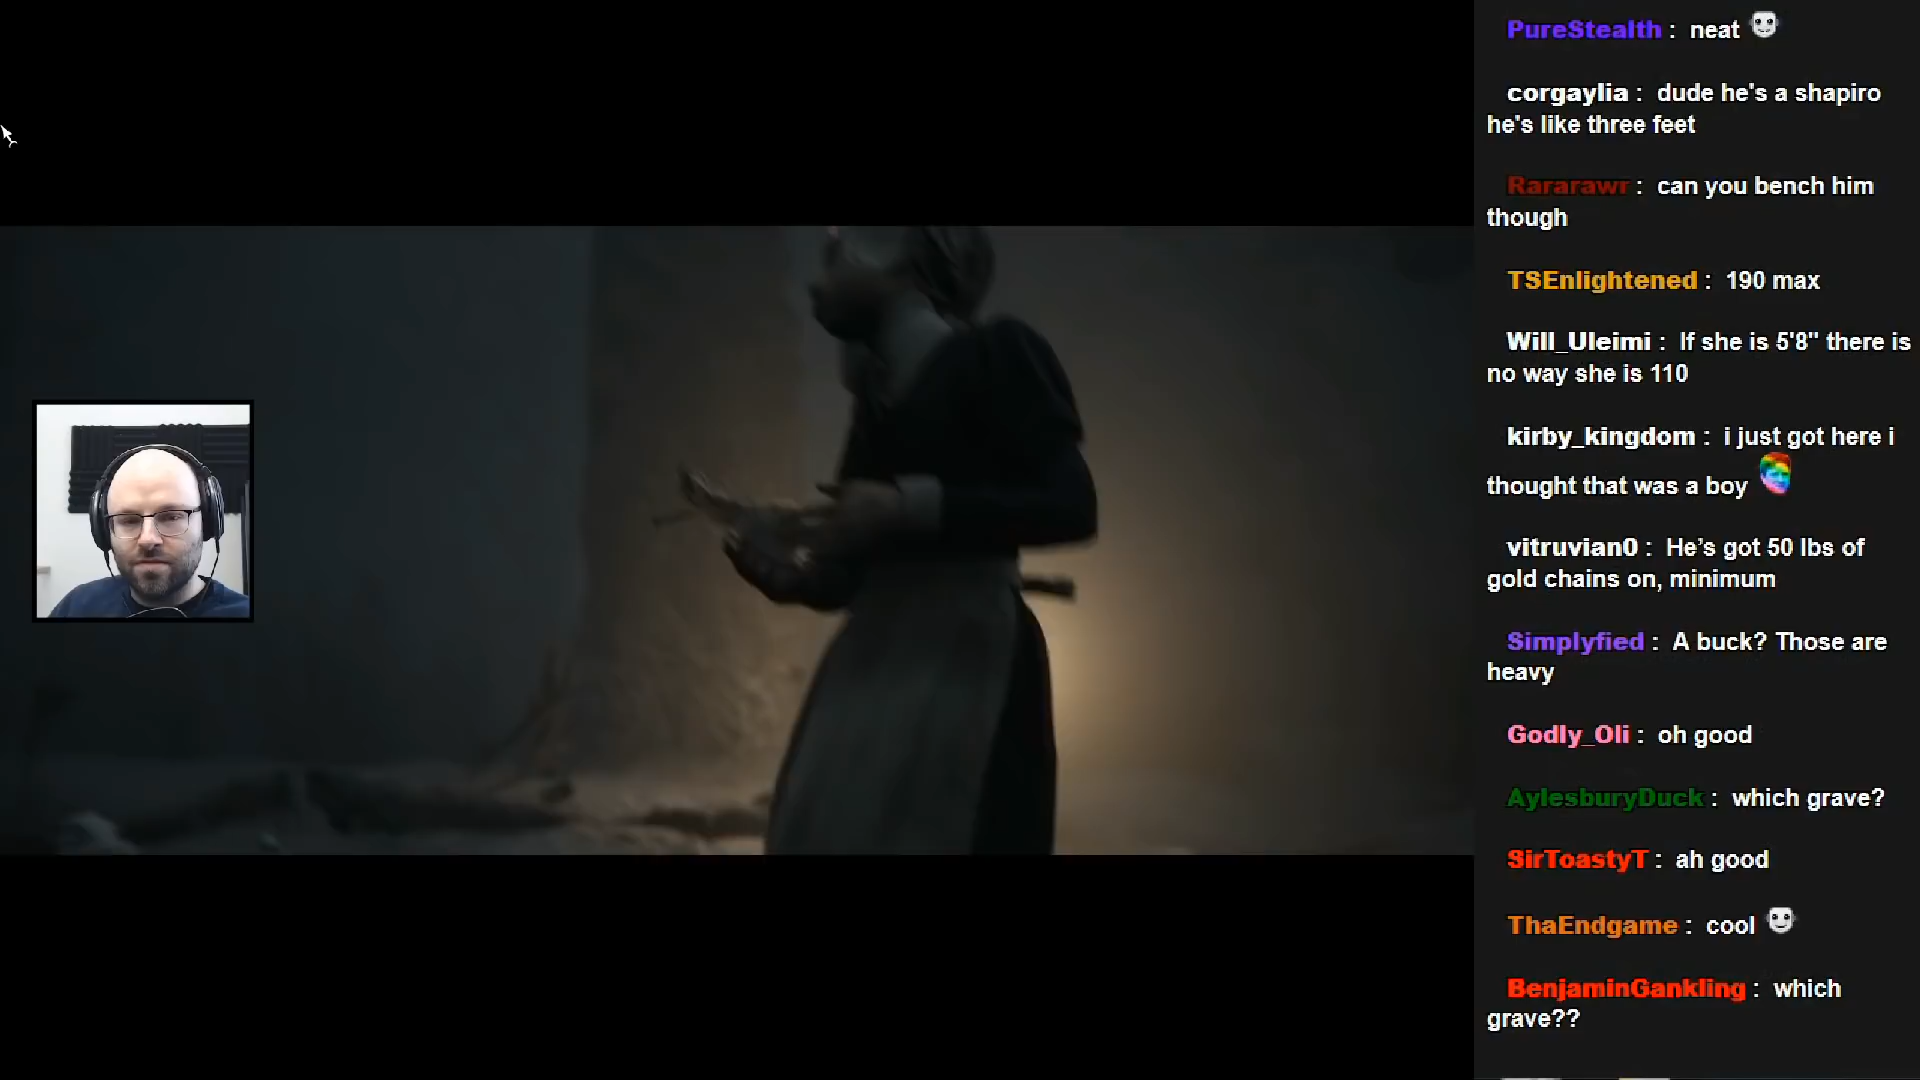 PureStealth : neat
corgaylia : dude he's a shapiro
he's like three feet
Rararawr : can you bench him
though
TSEnlightened : 190 max
Will_Uleimi : If she is 5'8" there is
no way she is 110
kirby_kingdom : i just got here i
thought that was a boy
vitruvian0 : He’s got 50 lbs of
gold chains on, minimum
Simplyfied : A buck? Those are
heavy
Godly_Oli : oh good
AylesburyDuck : which grave?
SirToastyT : ah good
ThaEndgame : cool
BenjaminGankling : which
grave??